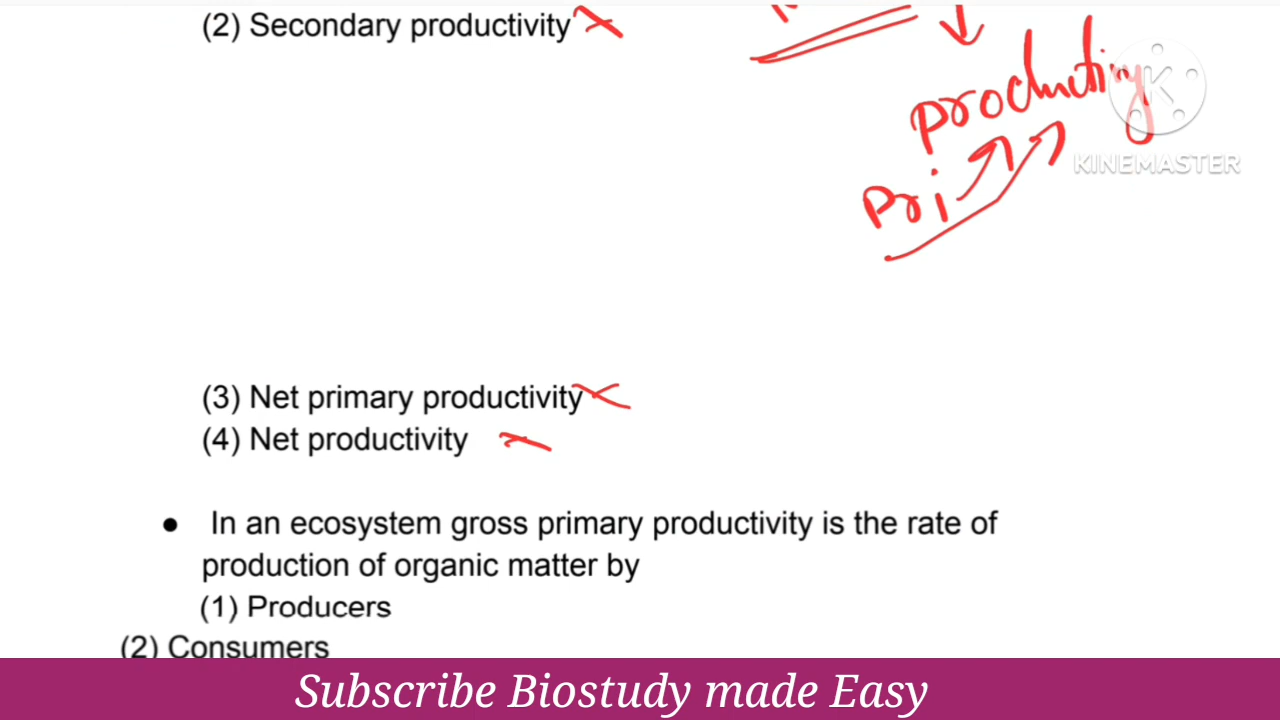 (2) Secondary productivity
productivity
Pri
KINEMASTER
(3) Net primary productivity
(4) Net productivity
● In an ecosystem gross primary productivity is the rate of
production of organic matter by
(1) Producers
(2) Consumers
Subscribe Biostudy made Easy